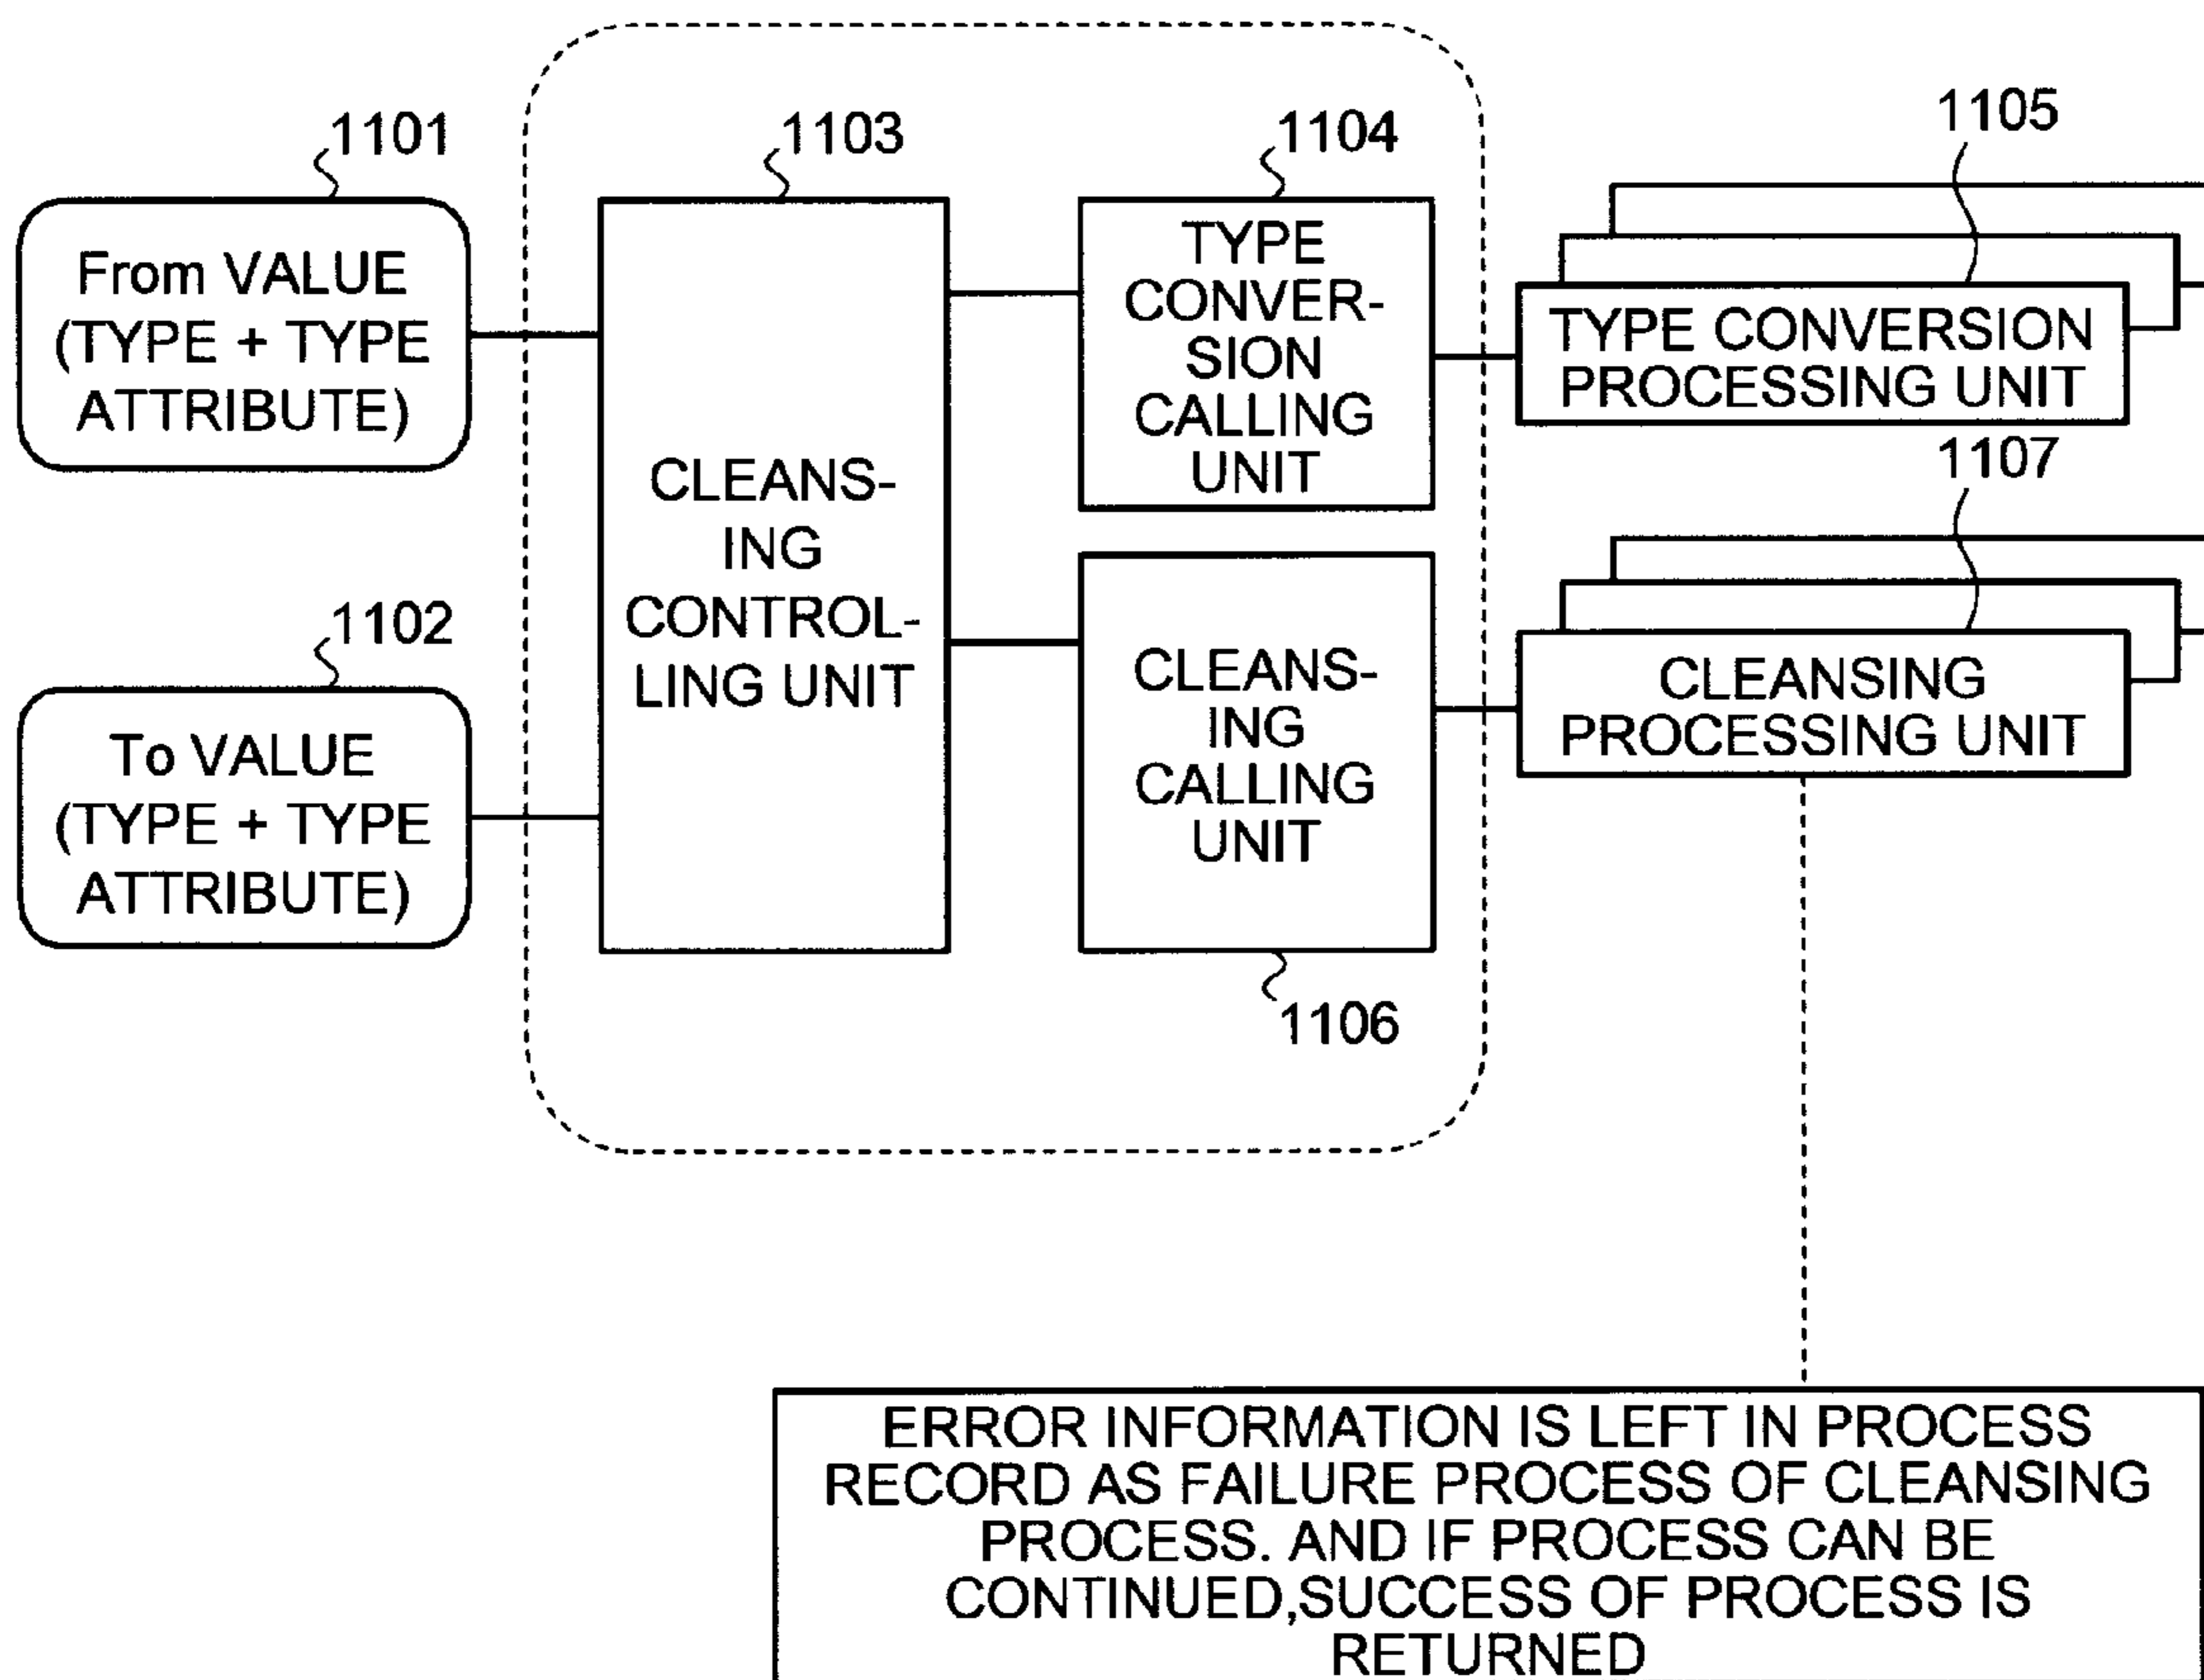 1101
From VALUE
(TYPE + TYPE
ATTRIBUTE)
1102
To VALUE
(TYPE + TYPE
ATTRIBUTE)
1103
CLEANS-
ING
CONTROL-
LING UNIT
1104
TYPE
CONVER-
SION
CALLING
UNIT
CLEANS-
ING
CALLING
UNIT
1106
1105
TYPE CONVERSION
PROCESSING UNIT
1107
CLEANSING
PROCESSING UNIT
ERROR INFORMATION IS LEFT IN PROCESS
RECORD AS FAILURE PROCESS OF CLEANSING
PROCESS. AND IF PROCESS CAN BE
CONTINUED,SUCCESS OF PROCESS IS
RETURNED